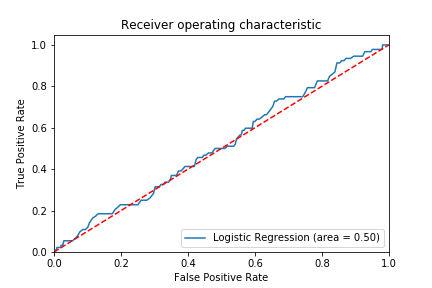 Receiver operating characteristic
1.0
0.8
0.6
0.4
0.2
0.0
True Positive Rate
Logistic Regression (area = 0.50)
0.0 0.2 0.4 0.6 0.8 1.0
False Positive Rate